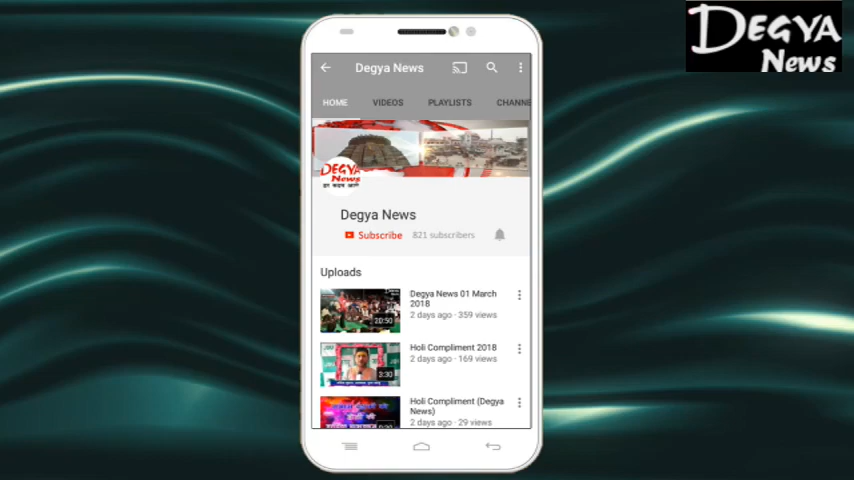 DEGYA
News
Degya News
HOME VIDEOS PLAYLISTS CHANNE
DEGYA
News
Degya News
Subscribe 821 subscribers
Uploads
Degya News 01 March
2018
2 days ago · 359 views
20:50
Holi Compliment 2018
2 days ago · 169 views
3:30
Holi Compliment (Degya
News)
2 days ago · 29 views